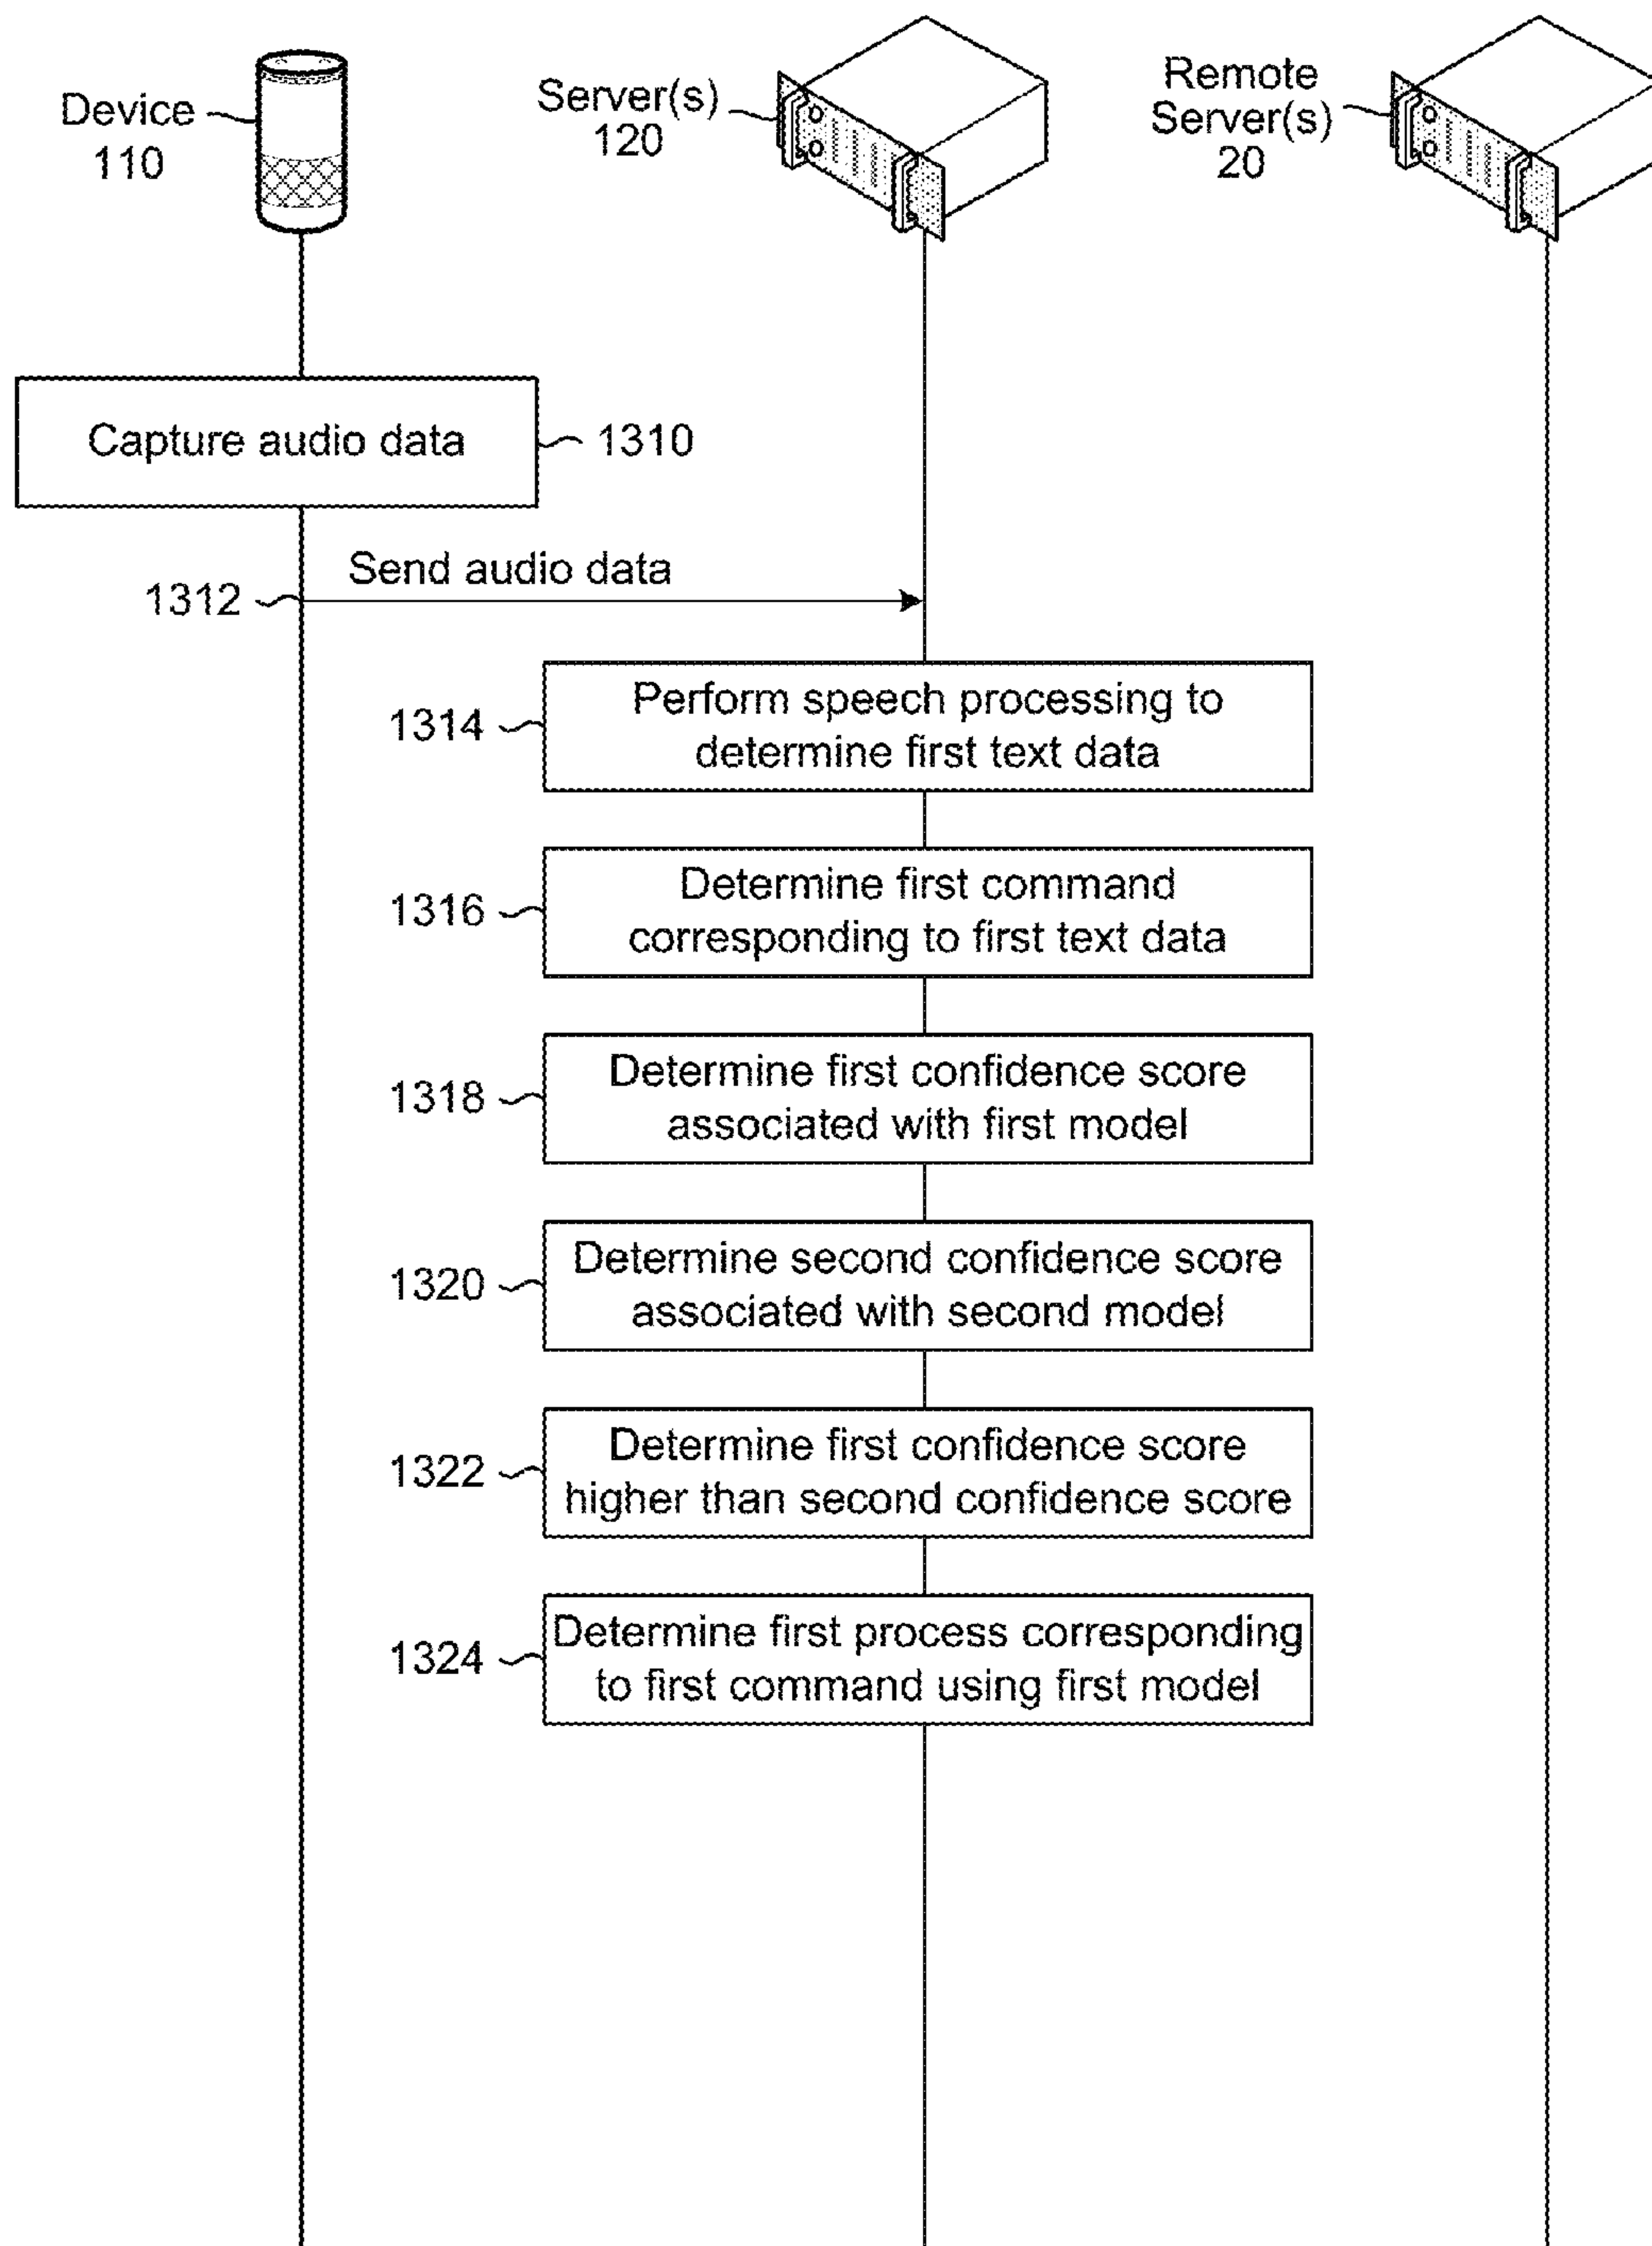 Device
110
Server(s)
120
Remote
Server(s)
20
Capture audio data
1310
Send audio data
1312
Perform speech processing to
determine first text data
1314
Determine first command
corresponding to first text data
1316
Determine first confidence score
associated with first model
1318
Determine second confidence score
associated with second model
1320
Determine first confidence score
higher than second confidence score
1322
Determine first process corresponding
to first command using first model
1324